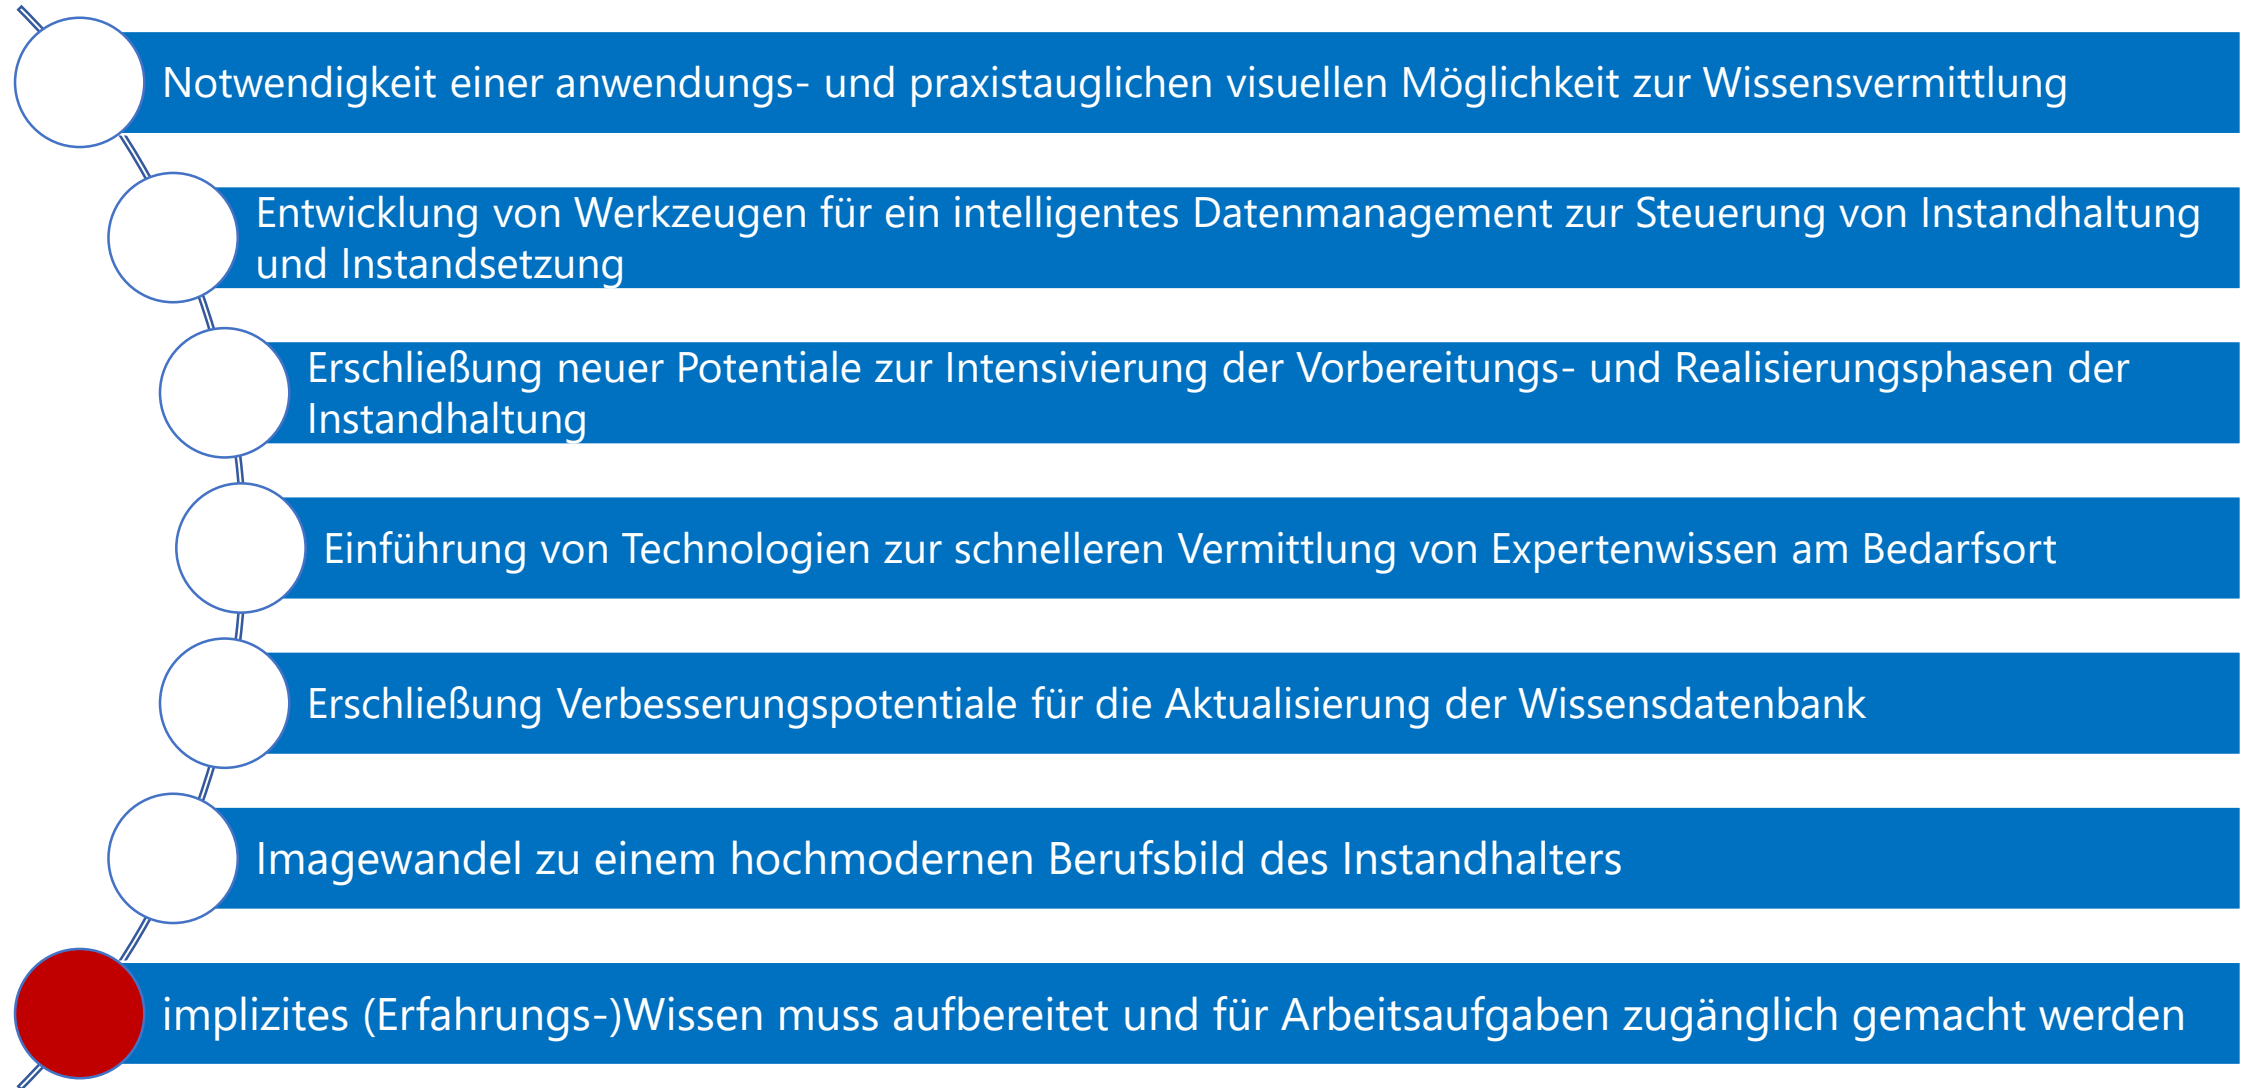 Notwendigkeit einer anwendungs- und praxistauglichen visuellen Möglichkeit zur Wissensvermittlung
Entwicklung von Werkzeugen für ein intelligentes Datenmanagement zur Steuerung von Instandhaltung
und Instandsetzung
Erschließung neuer Potentiale zur Intensivierung der Vorbereitungs- und Realisierungsphasen der
Instandhaltung
Einführung von Technologien zur schnelleren Vermittlung von Expertenwissen am Bedarfsort
Erschließung Verbesserungspotentiale für die Aktualisierung der Wissensdatenbank
Imagewandel zu einem hochmodernen Berufsbild des Instandhalters
implizites (Erfahrungs-)Wissen muss aufbereitet und für Arbeitsaufgaben zugänglich gemacht werden